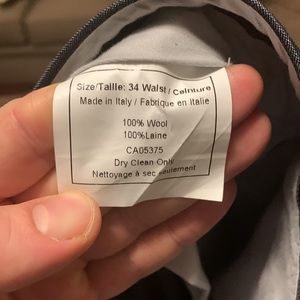 Size/Taille: 34 Waist / Ceinture
Made in Italy / Fabrique en Italie
100% Wool
100%Laine
CA05375
Dry Clean Only
Nettoyage à sec seulement